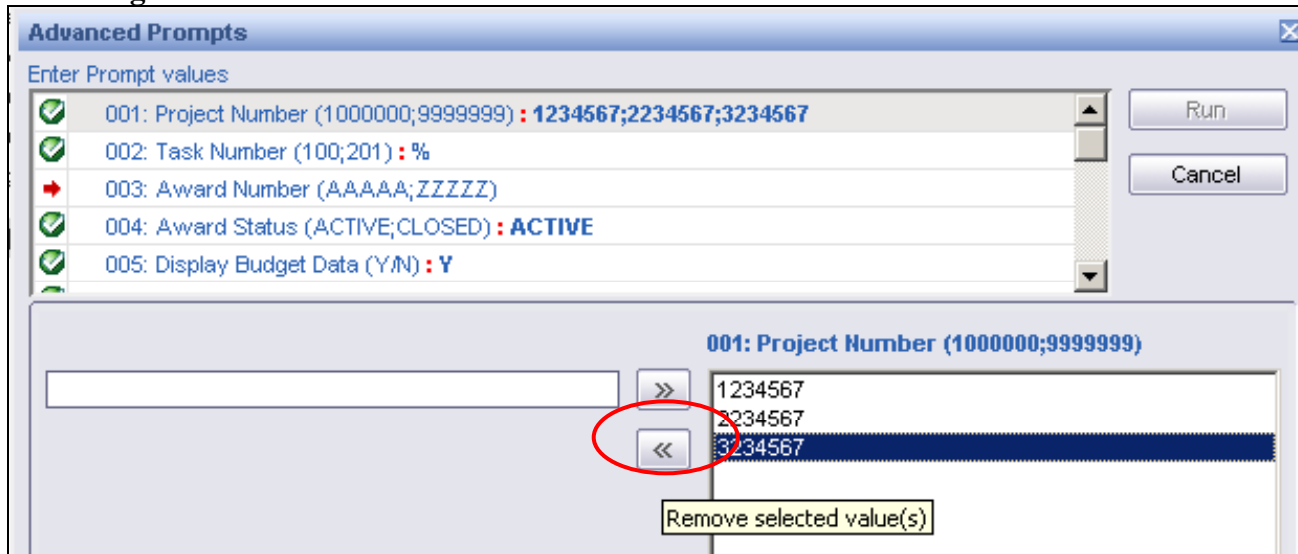 Advanced Prompts
Enter Prompt values
001: Project Number (1000000;9999999) : 1234567;2234567;3234567
Run
002: Task Number (100;201) : %
003: Award Number (AAAAA;ZZZZZ)
Cancel
004: Award Status (ACTIVE;CLOSED) : ACTIVE
005: Display Budget Data (Y/N) : Y
001: Project Number (1000000;9999999)
>>
1234567
2234567
<<
3234567
Remove selected value(s)